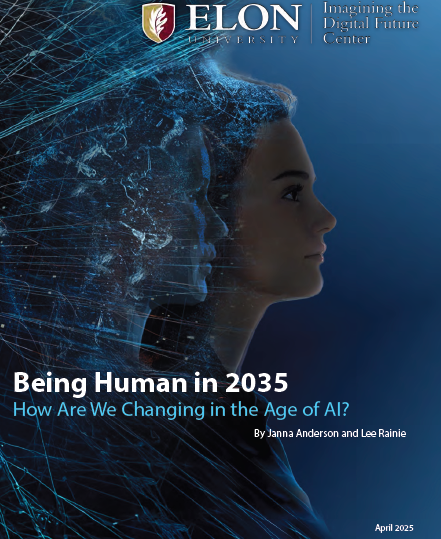 ELON
UNIVERSITY
Imagining the
Digital Future
Center
Being Human in 2035
How Are We Changing in the Age of AI?
By Janna Anderson and Lee Rainie
April 2025